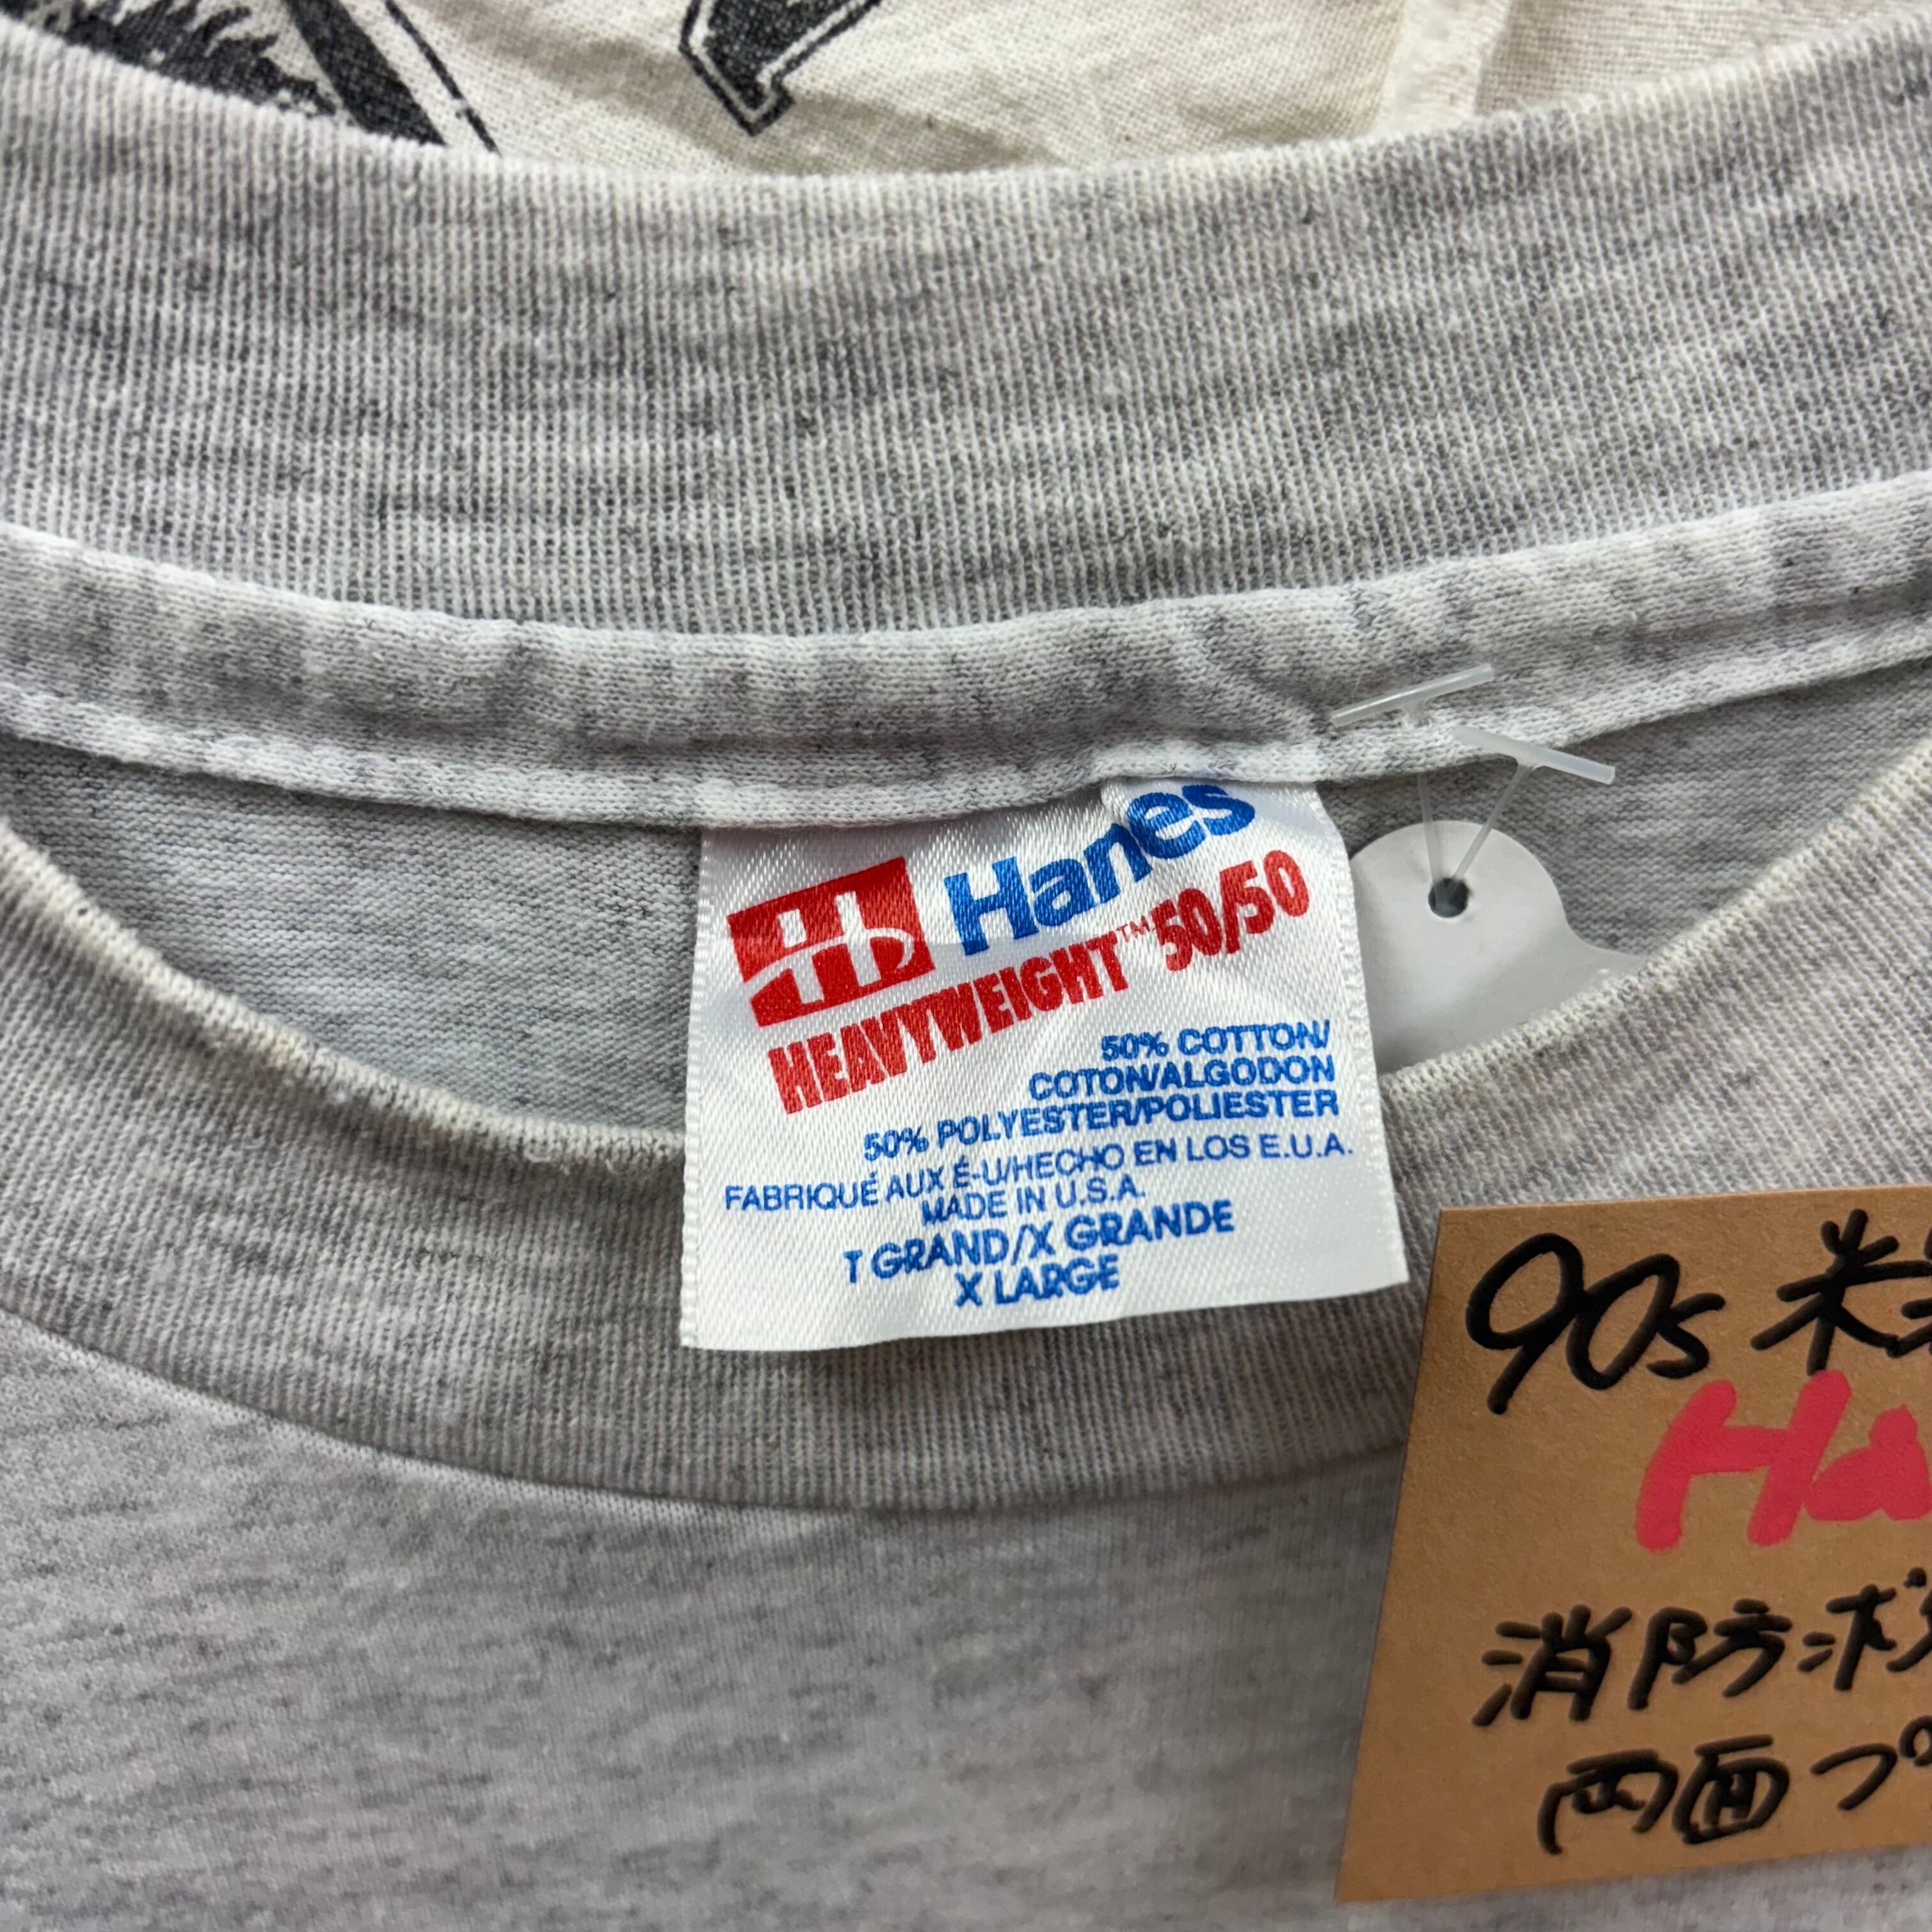 Hanes
HEAVYWEIGHT™ 50/50
50% COTTON/
COTON/ALGODON
50% POLYESTER/POLIESTER
FABRIQUÉ AUX É-U/HECHO EN LOS E.U.A.
MADE IN U.S.A.
T GRAND/X GRANDE
X LARGE
90s 米
Ha
消防
両面プ